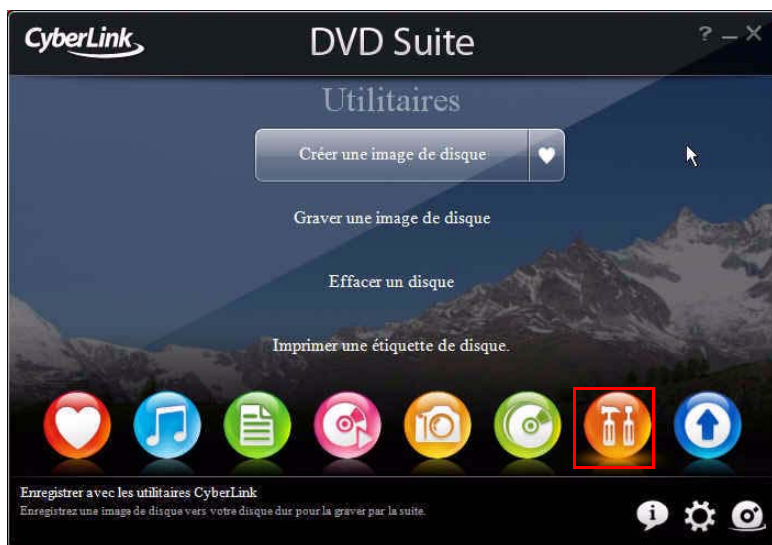 CyberLink
DVD Suite
? – X
Utilitaires
Créer une image de disque
Graver une image de disque
Effacer un disque
Imprimer une étiquette de disque.
Enregistrer avec les utilitaires CyberLink
Enregistrez une image de disque vers votre disque dur pour la graver par la suite.